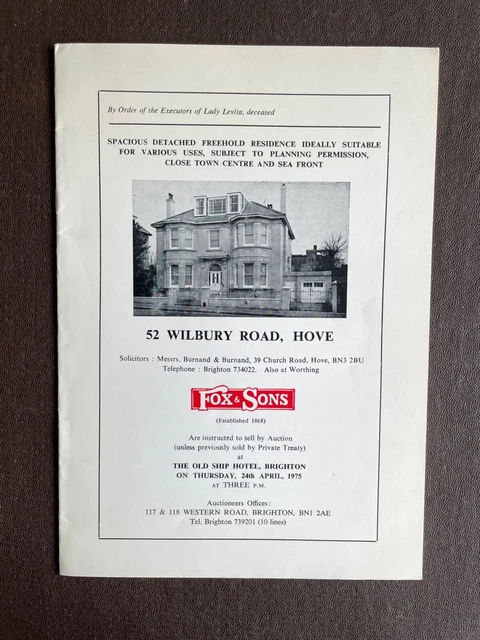 By Order of the Executors of Lady Levita, deceased
SPACIOUS DETACHED FREEHOLD RESIDENCE IDEALLY SUITABLE
FOR VARIOUS USES, SUBJECT TO PLANNING PERMISSION,
CLOSE TOWN CENTRE AND SEA FRONT
52 WILBURY ROAD, HOVE
Solicitors : Messrs. Burnand & Burnand, 39 Church Road, Hove, BN3 2BU
Telephone : Brighton 734022. Also at Worthing
FOX & SONS
(Established 1868)
Are instructed to sell by Auction
(unless previously sold by Private Treaty)
at
THE OLD SHIP HOTEL, BRIGHTON
ON THURSDAY, 24th APRIL, 1975
AT THREE P.M.
Auctioneers Offices:
117 & 118 WESTERN ROAD, BRIGHTON, BN1 2AE
Tel. Brighton 739201 (10 lines)